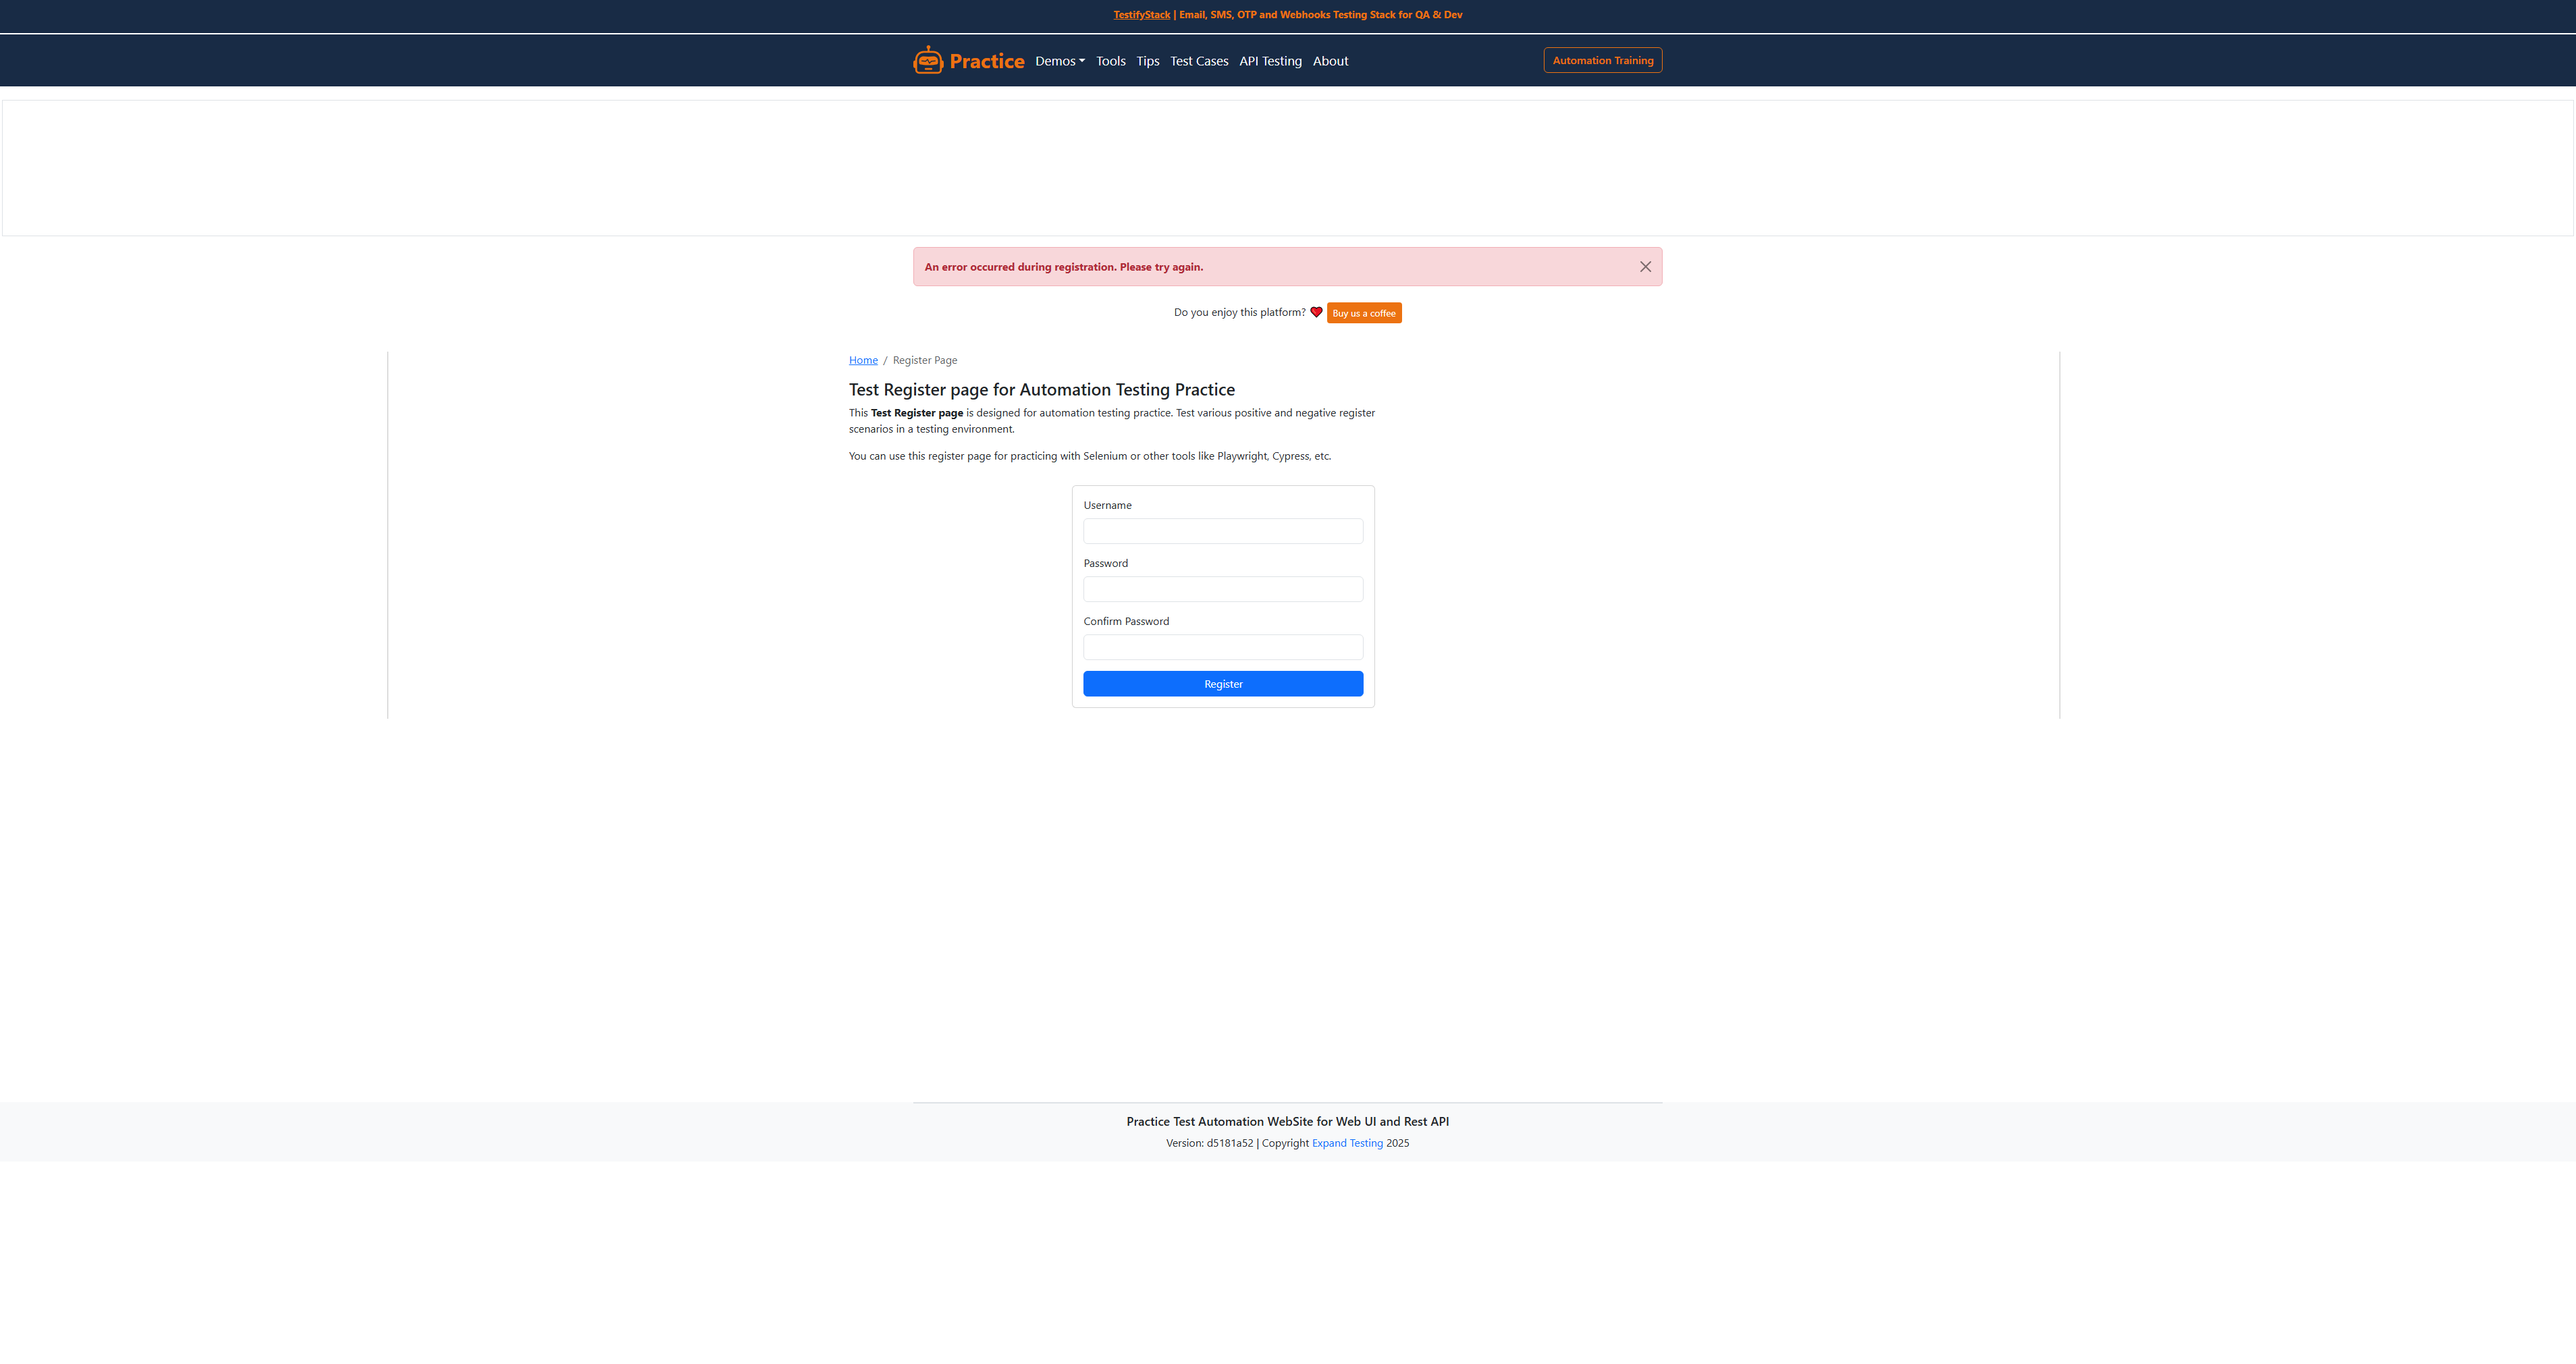 TestifyStack | Email, SMS, OTP and Webhooks Testing Stack for QA & Dev
Practice Demos Tools Tips Test Cases API Testing About Automation Training
An error occurred during registration. Please try again.
Do you enjoy this platform? Buy us a coffee
Home / Register Page
Test Register page for Automation Testing Practice
This Test Register page is designed for automation testing practice. Test various positive and negative register
scenarios in a testing environment.
You can use this register page for practicing with Selenium or other tools like Playwright, Cypress, etc.
Username
Password
Confirm Password
Register
Practice Test Automation WebSite for Web UI and Rest API
Version: d5181a52 | Copyright Expand Testing 2025